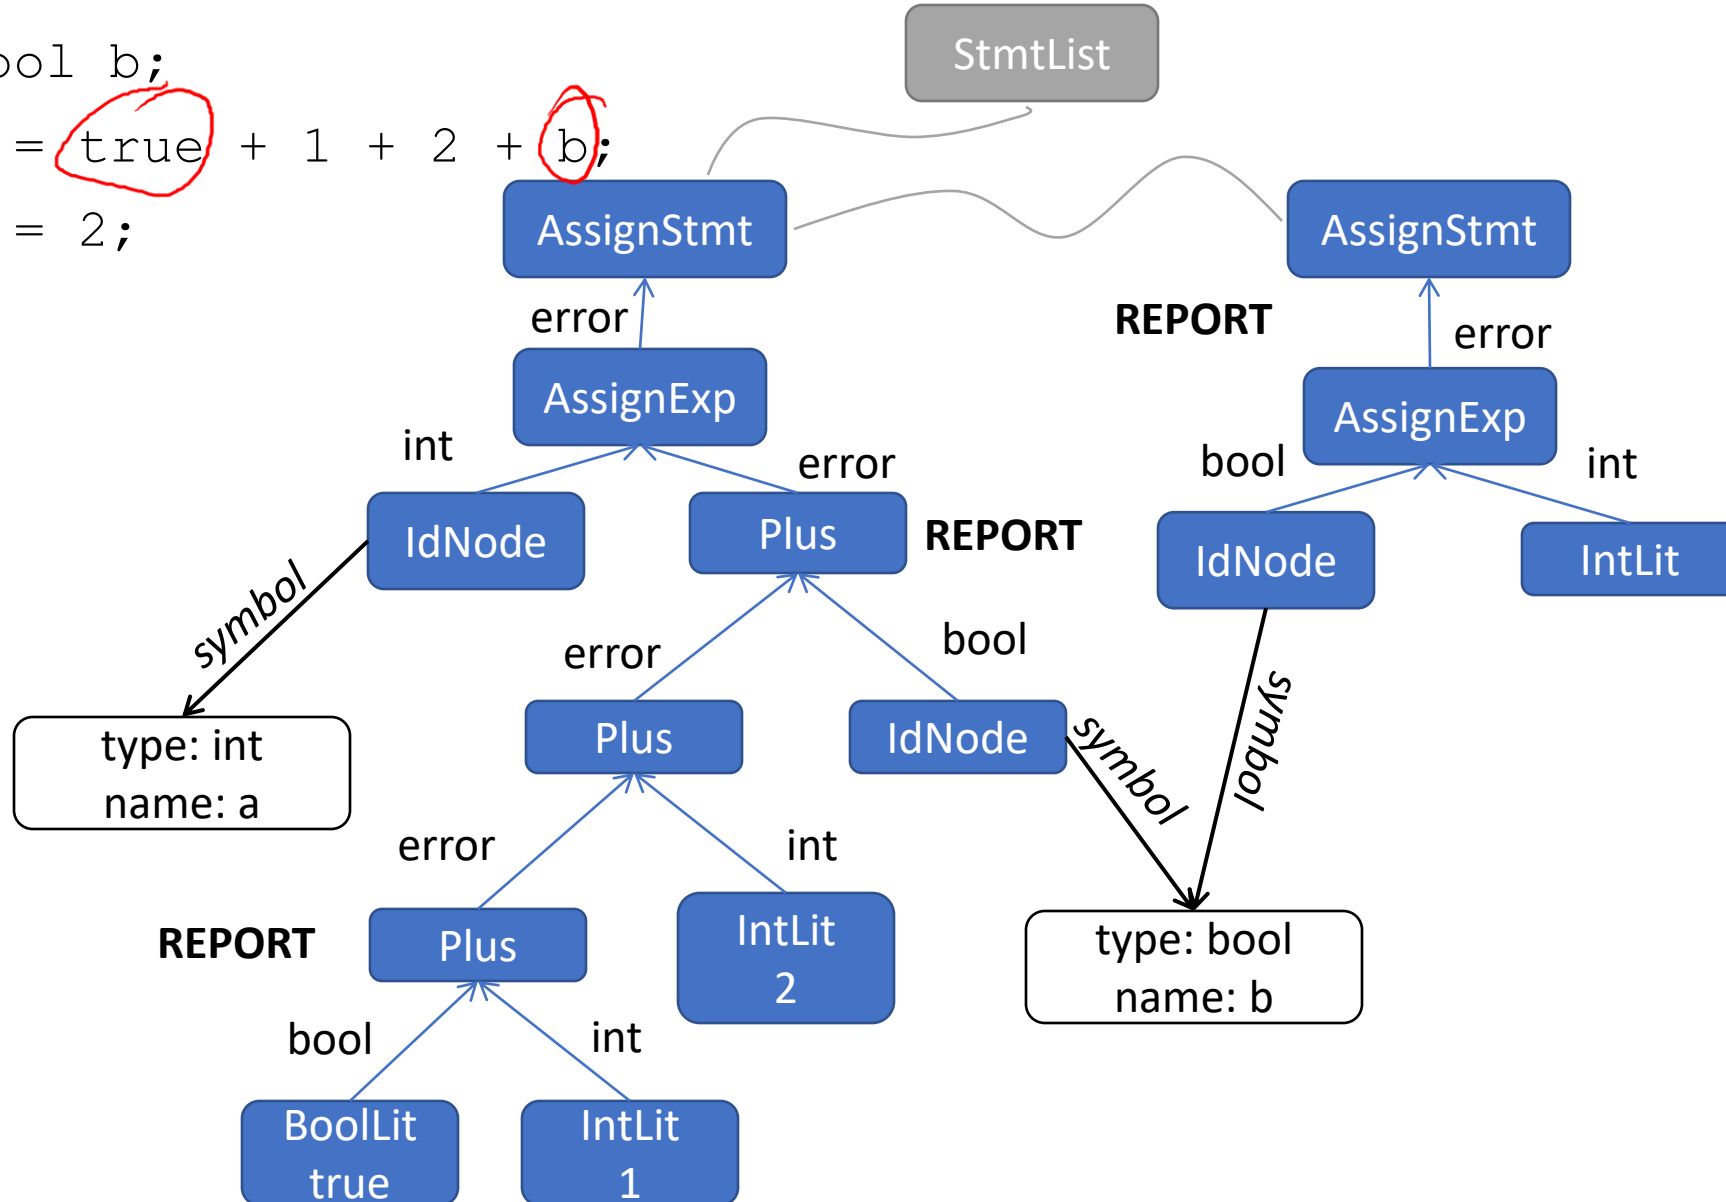 ool b;
= true + 1 + 2 + b;
= 2;
StmtList
AssignStmt
AssignStmt
error
REPORT
error
AssignExp
AssignExp
int
error
bool
int
IdNode
Plus
REPORT
IdNode
IntLit
symbol
error
bool
symbol
type: int
name: a
Plus
IdNode
symbol
error
int
REPORT
Plus
IntLit
2
type: bool
name: b
bool
int
BoolLit
true
IntLit
1